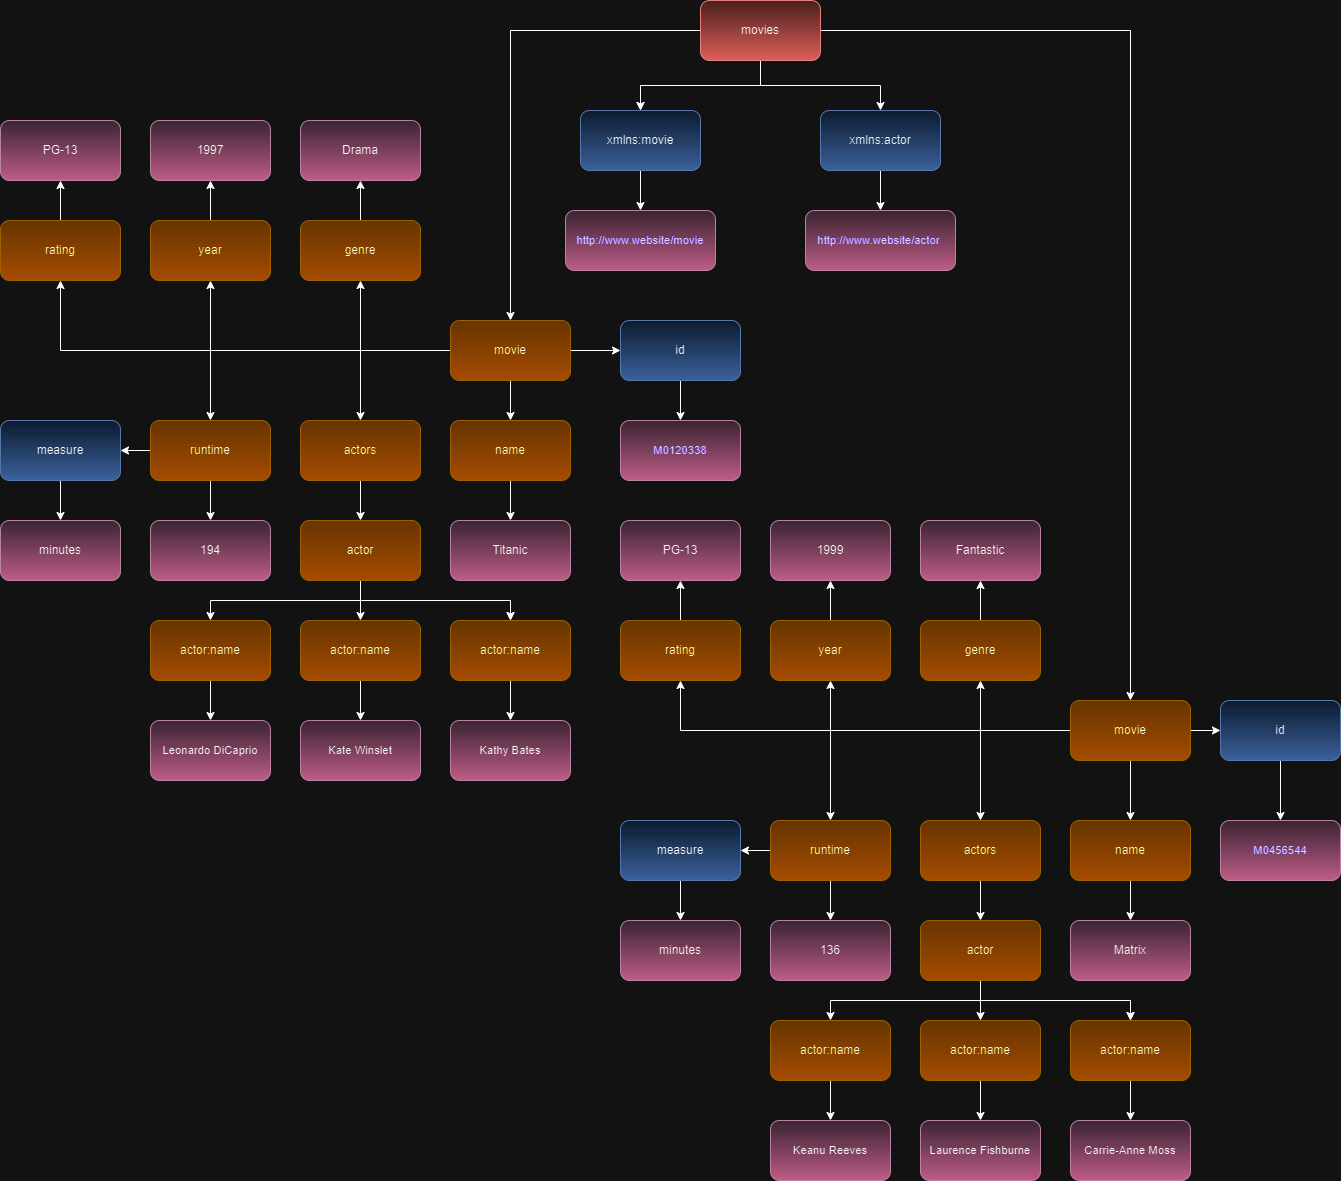 movies
xmlns:movie
xmlns:actor
PG-13
1997
Drama
http://www.website/movie
http://www.website/actor
rating
year
genre
movie
id
measure
runtime
actors
name
M0120338
minutes
194
actor
Titanic
PG-13
1999
Fantastic
actor:name
actor:name
actor:name
rating
year
genre
Leonardo DiCaprio
Kate Winslet
Kathy Bates
movie
id
measure
runtime
actors
name
M0456544
minutes
136
actor
Matrix
actor:name
actor:name
actor:name
Keanu Reeves
Laurence Fishburne
Carrie-Anne Moss